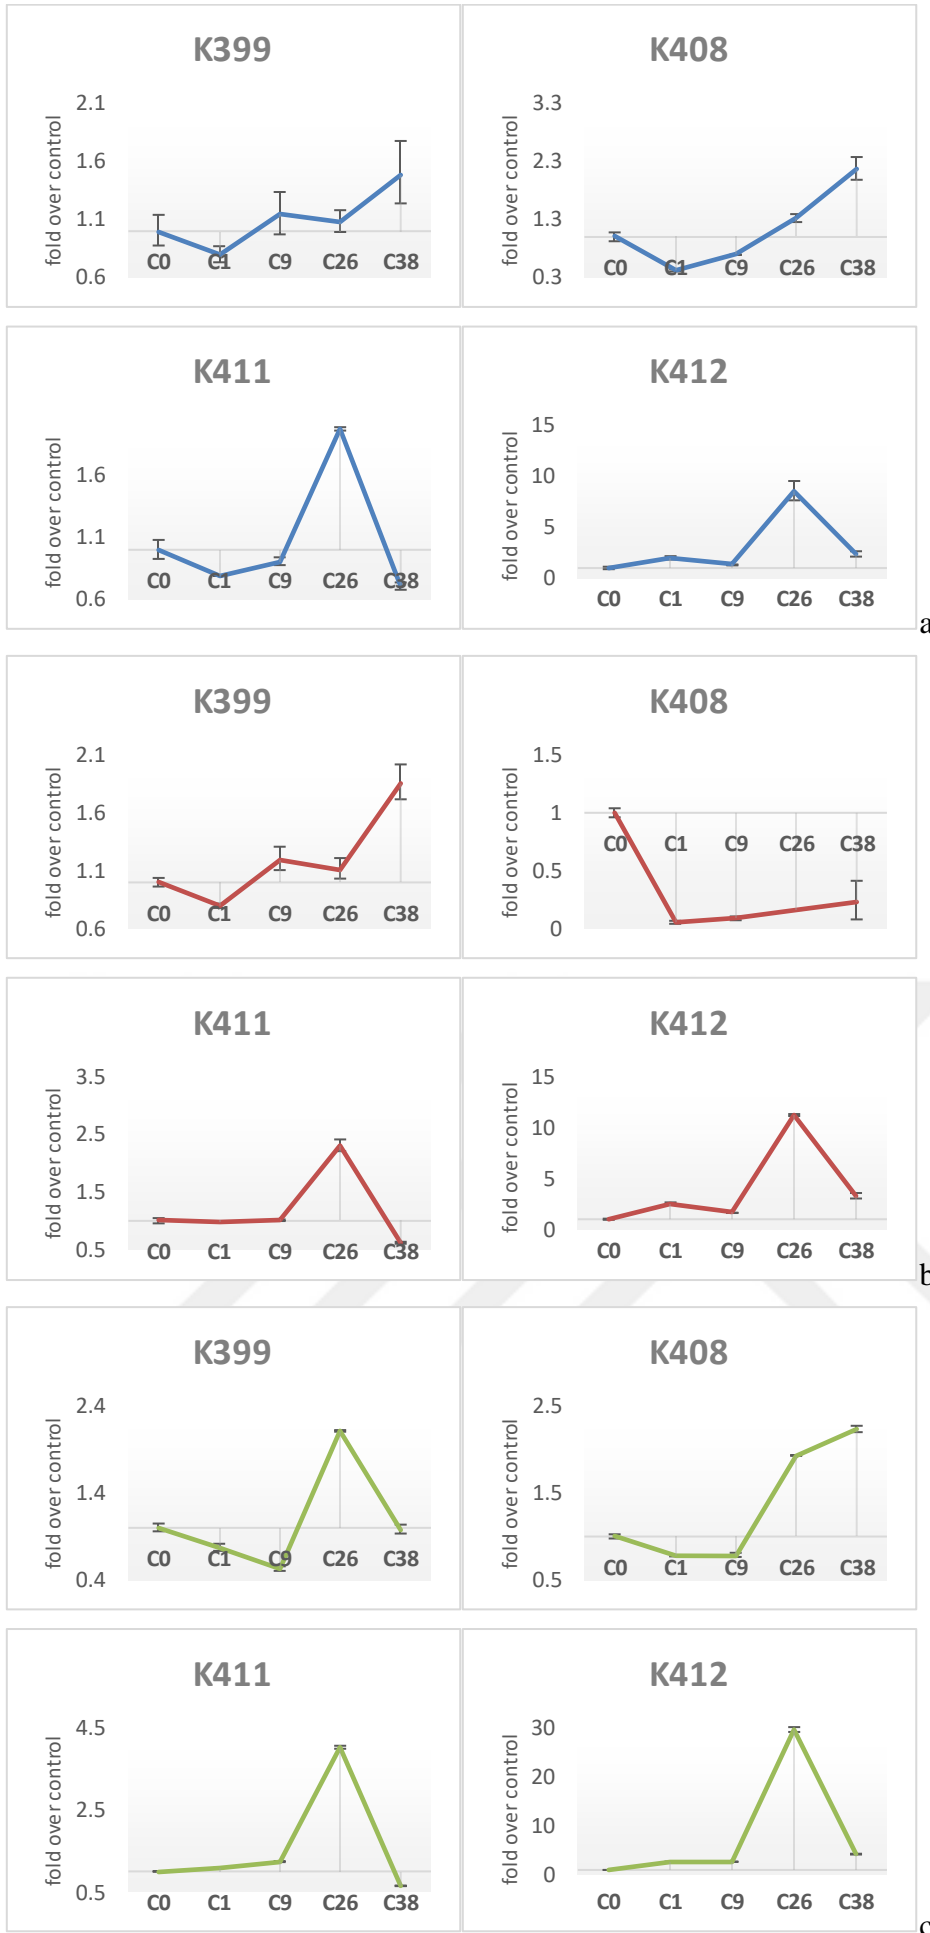 K399
fold over control
2.1
1.6
1.1
0.6
C0 C1 C9 C26 C38
K408
fold over control
3.3
2.3
1.3
0.3
C0 C1 C9 C26 C38
K411
fold over control
1.6
1.1
0.6
C0 C1 C9 C26 C38
K412
fold over control
15
10
5
0
C0 C1 C9 C26 C38
a
K399
fold over control
2.1
1.6
1.1
0.6
C0 C1 C9 C26 C38
K408
fold over control
1.5
1
0.5
0
C0 C1 C9 C26 C38
K411
fold over control
3.5
2.5
1.5
0.5
C0 C1 C9 C26 C38
K412
fold over control
15
10
5
0
C0 C1 C9 C26 C38
b
K399
fold over control
2.4
1.4
0.4
C0 C1 C9 C26 C38
K408
fold over control
2.5
1.5
0.5
C0 C1 C9 C26 C38
K411
fold over control
4.5
2.5
0.5
C0 C1 C9 C26 C38
K412
fold over control
30
20
10
0
C0 C1 C9 C26 C38
c